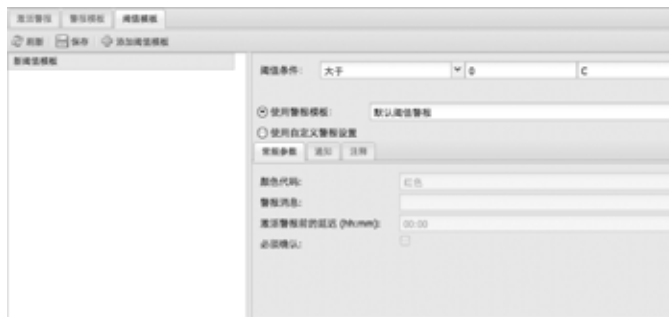 激活警报 警报模板 阈值模板
刷新 保存 添加阈值模板
新阈值模板
阈值条件: 大于 0 C
使用警报模板: 默认阈值警报
使用自定义警报设置
常规参数 通知 注释
颜色代码: 红色
警报消息:
激活警报前的延迟 (hh:mm): 00:00
必须确认: